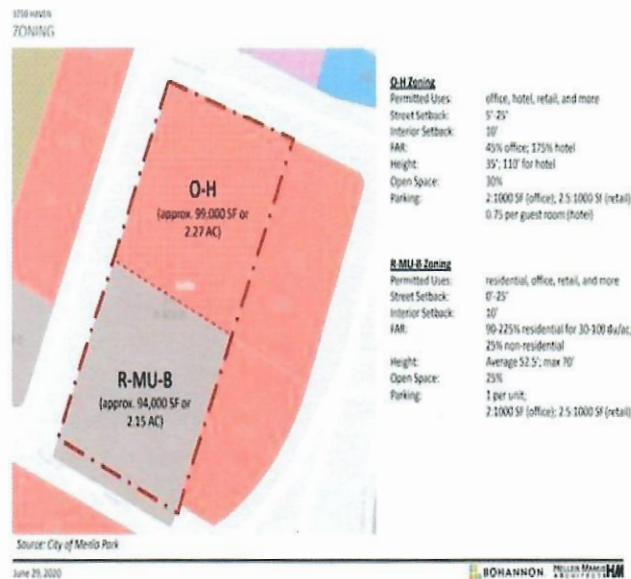 3750 HAVEN
ZONING
O-H
(approx. 99,000 SF or
2.27 AC)
R-MU-B
(approx. 94,000 SF or
2.15 AC)
O-H Zoning
Permitted Uses: office, hotel, retail, and more
Street Setback: 5'-25'
Interior Setback: 10'
FAR: 45% office; 175% hotel
Height: 35'; 110' for hotel
Open Space: 30%
Parking: 2:1000 SF (office); 2.5:1000 SF (retail)
0.75 per guest room (hotel)
R-MU-B Zoning
Permitted Uses: residential, office, retail, and more
Street Setback: 0'-25'
Interior Setback: 10'
FAR: 90-225% residential for 30-100 du/ac;
25% non-residential
Height: Average 52.5'; max 70'
Open Space: 25%
Parking: 1 per unit;
2:1000 SF (office); 2.5:1000 SF (retail)
Source: City of Menlo Park
June 29, 2020
BOHANNON HELLER MANUS ARCHITECTS HM